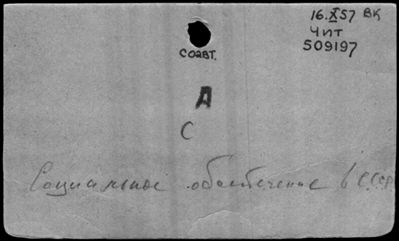 16.X57 ВК
Чит
509197
СОАВТ.
А
С
Социальное обеспечение в СССР